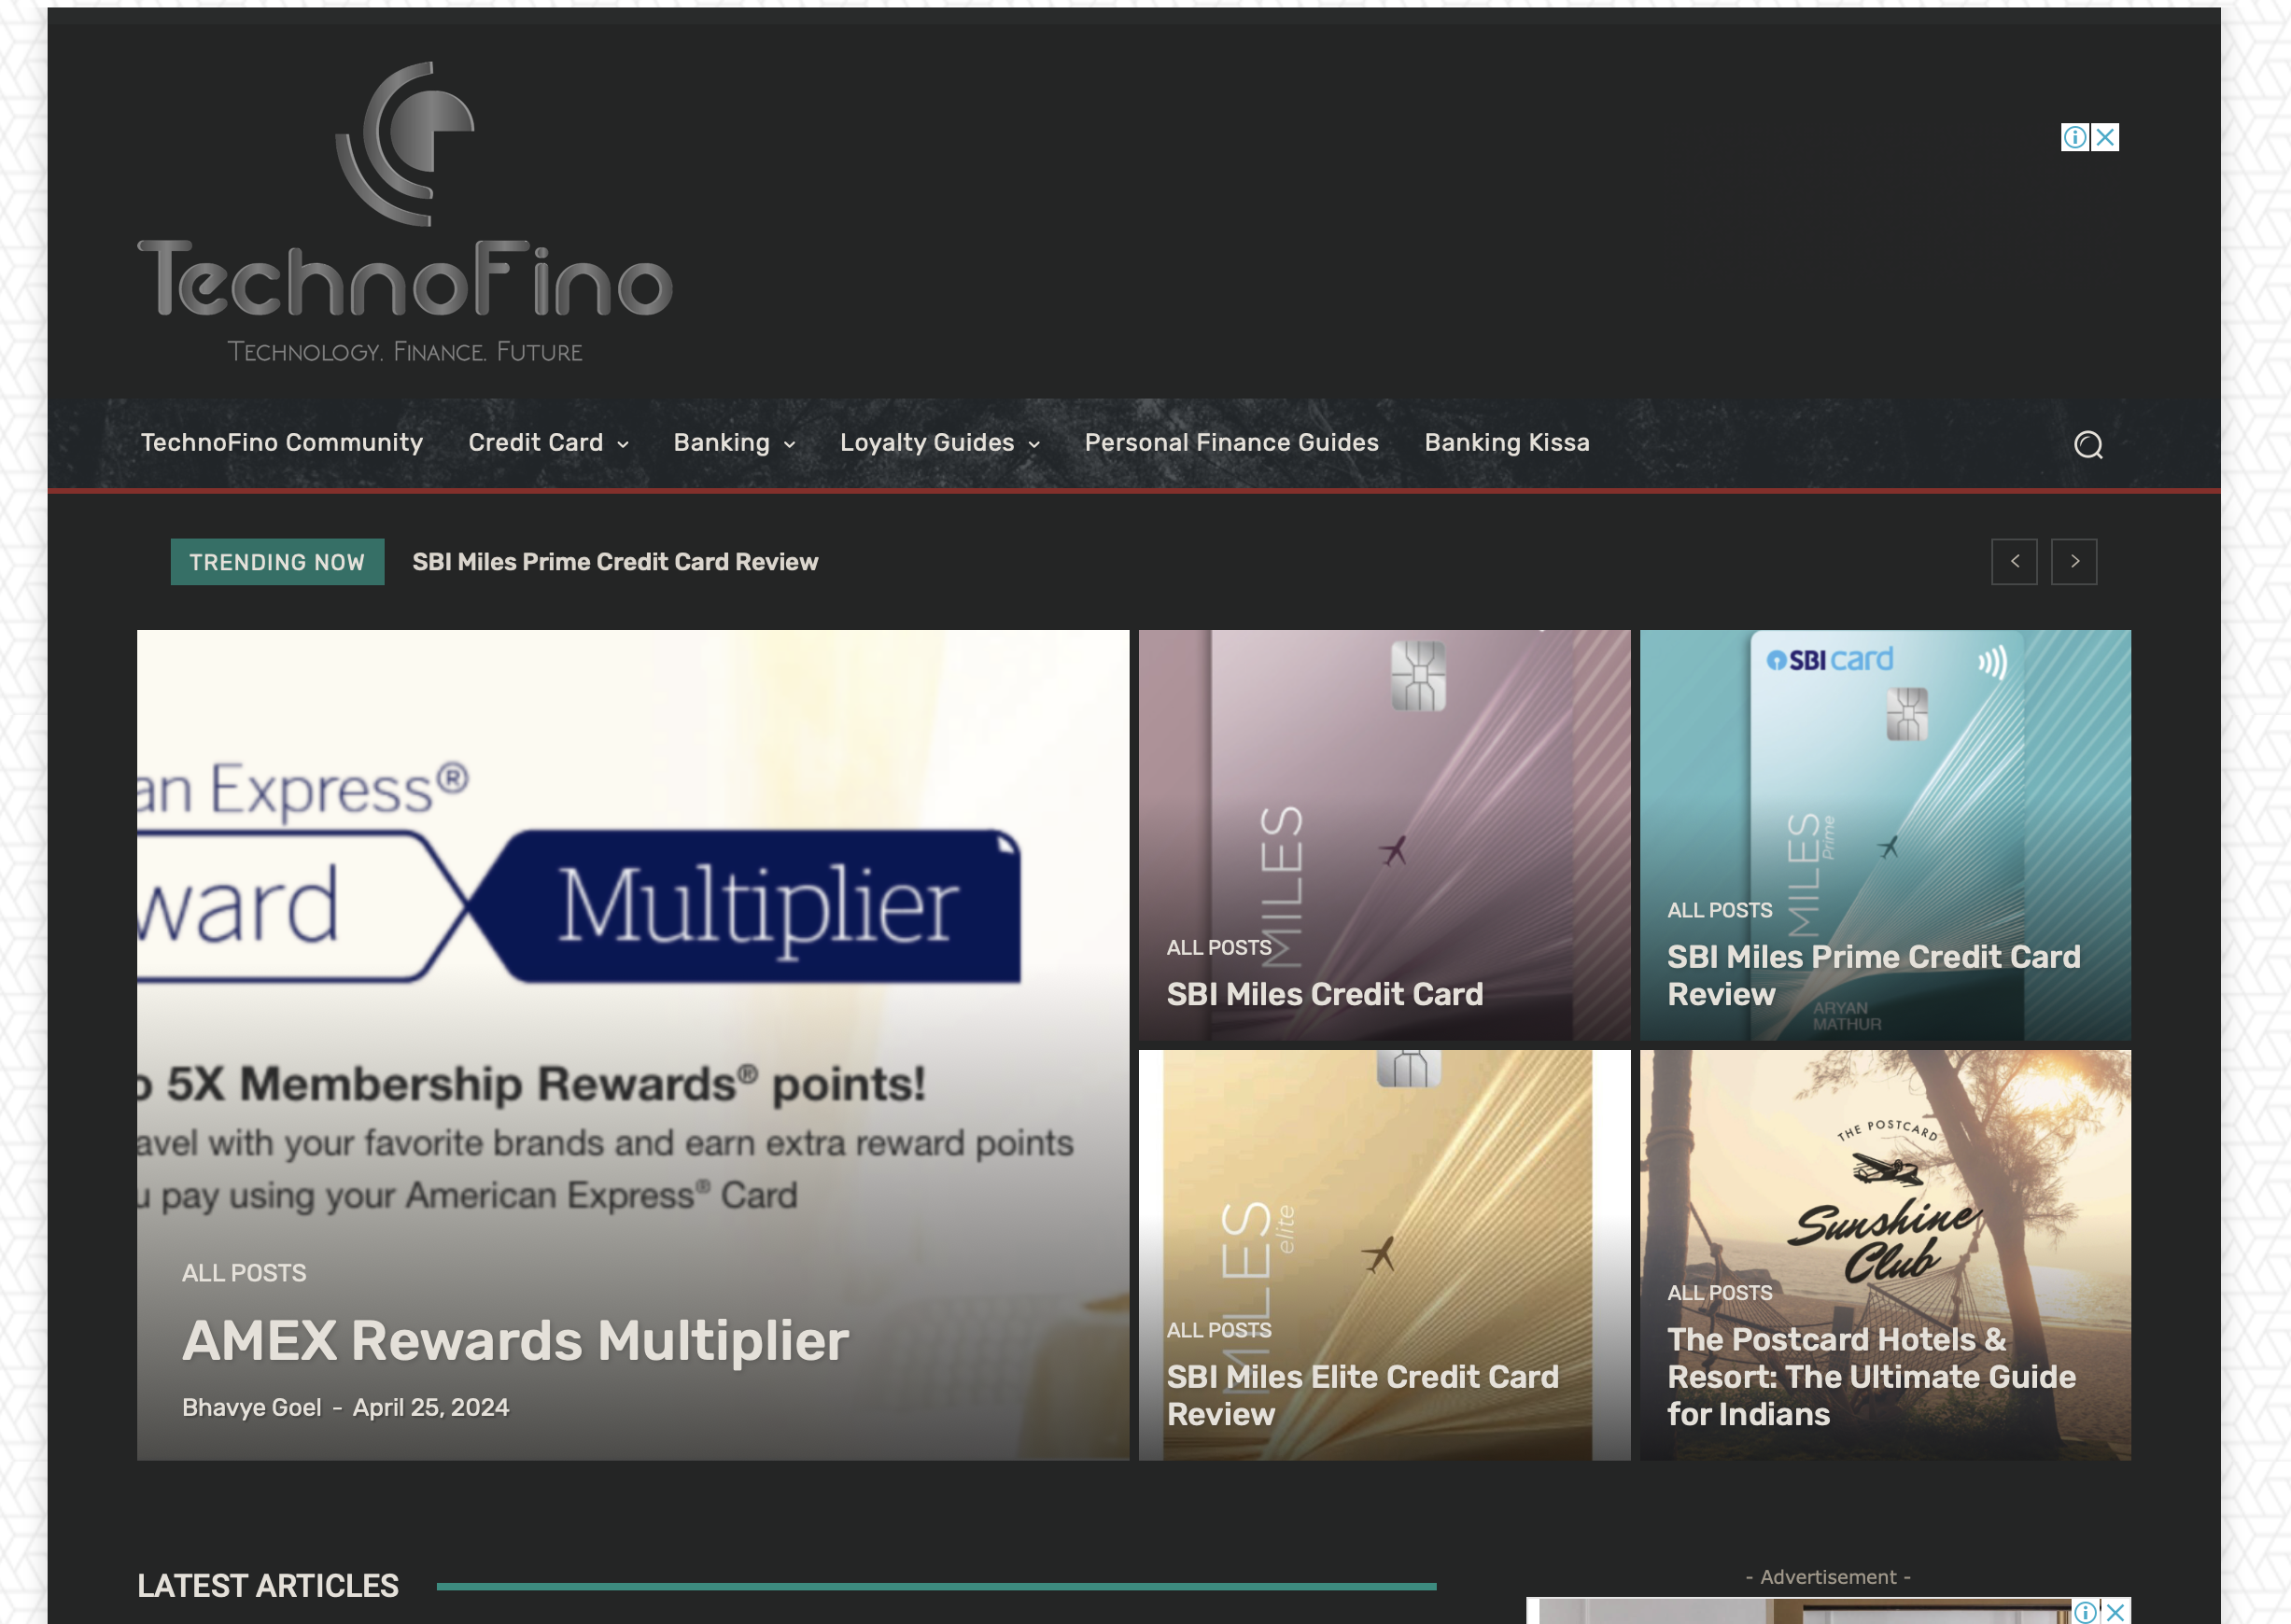 TechnoFino
Technology. Finance. Future
TechnoFino Community
Credit Card
Banking
Loyalty Guides
Personal Finance Guides
Banking Kissa
TRENDING NOW
SBI Miles Prime Credit Card Review
an Express®
ward
Multiplier
o 5X Membership Rewards® points!
avel with your favorite brands and earn extra reward points
u pay using your American Express® Card
ALL POSTS
AMEX Rewards Multiplier
Bhavye Goel - April 25, 2024
MILES
ALL POSTS
SBI Miles Credit Card
SBI card
MILES
Prime
ALL POSTS
SBI Miles Prime Credit Card
Review
ARYAN
MATHUR
MILES
elite
ALL POSTS
SBI Miles Elite Credit Card
Review
THE POSTCARD
Sunshine
Club
ALL POSTS
The Postcard Hotels &
Resort: The Ultimate Guide
for Indians
LATEST ARTICLES
- Advertisement -